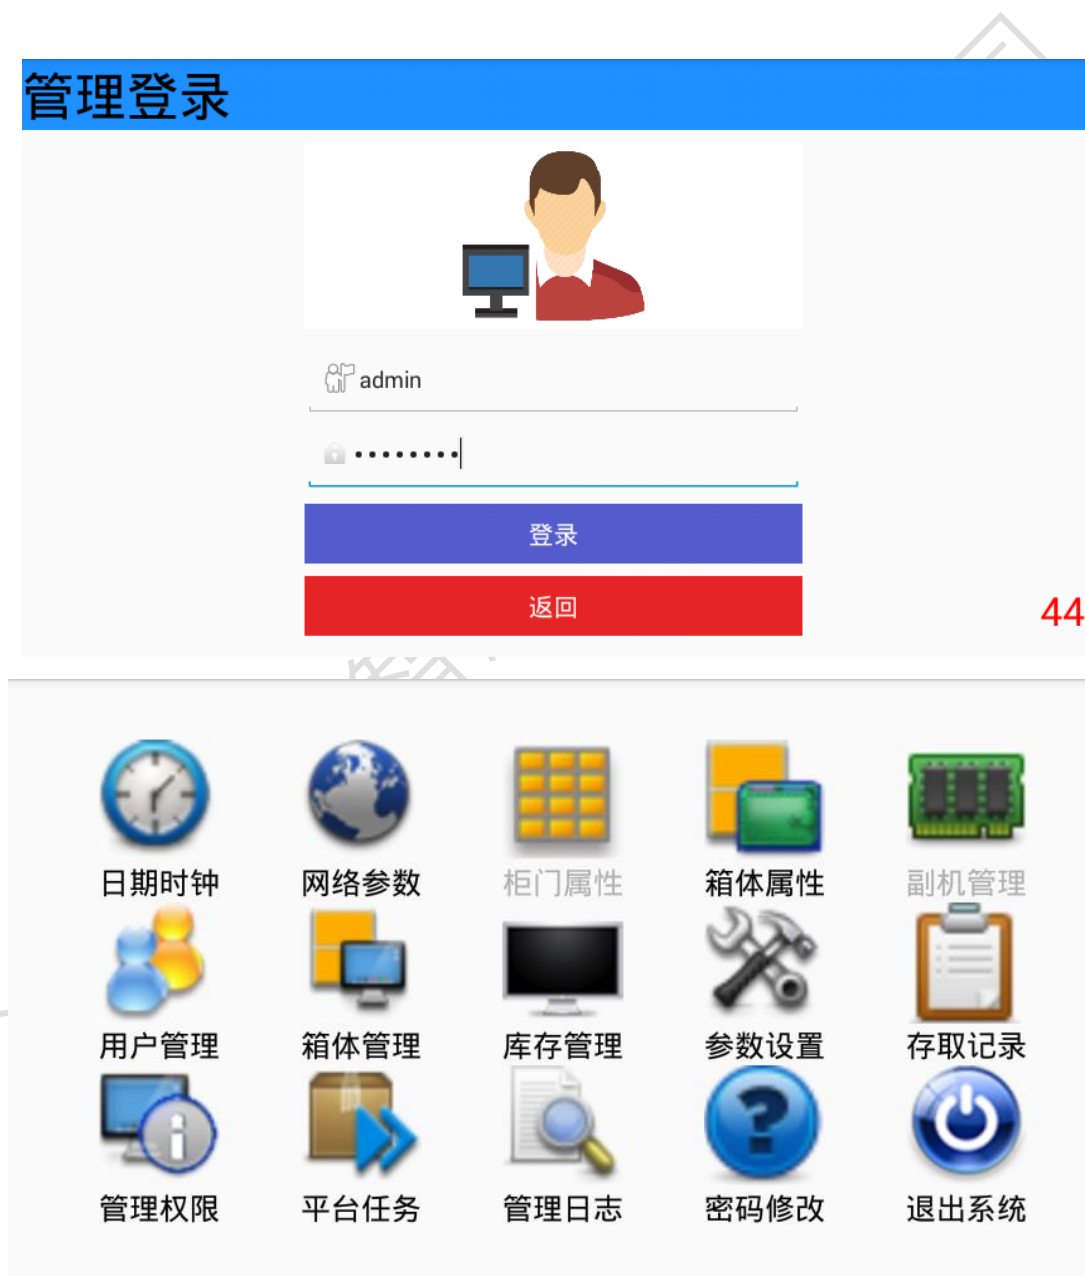 管理登录
admin
••••••••
登录
返回
44
日期时钟 网络参数 柜门属性 箱体属性 副机管理
用户管理 箱体管理 库存管理 参数设置 存取记录
管理权限 平台任务 管理日志 密码修改 退出系统